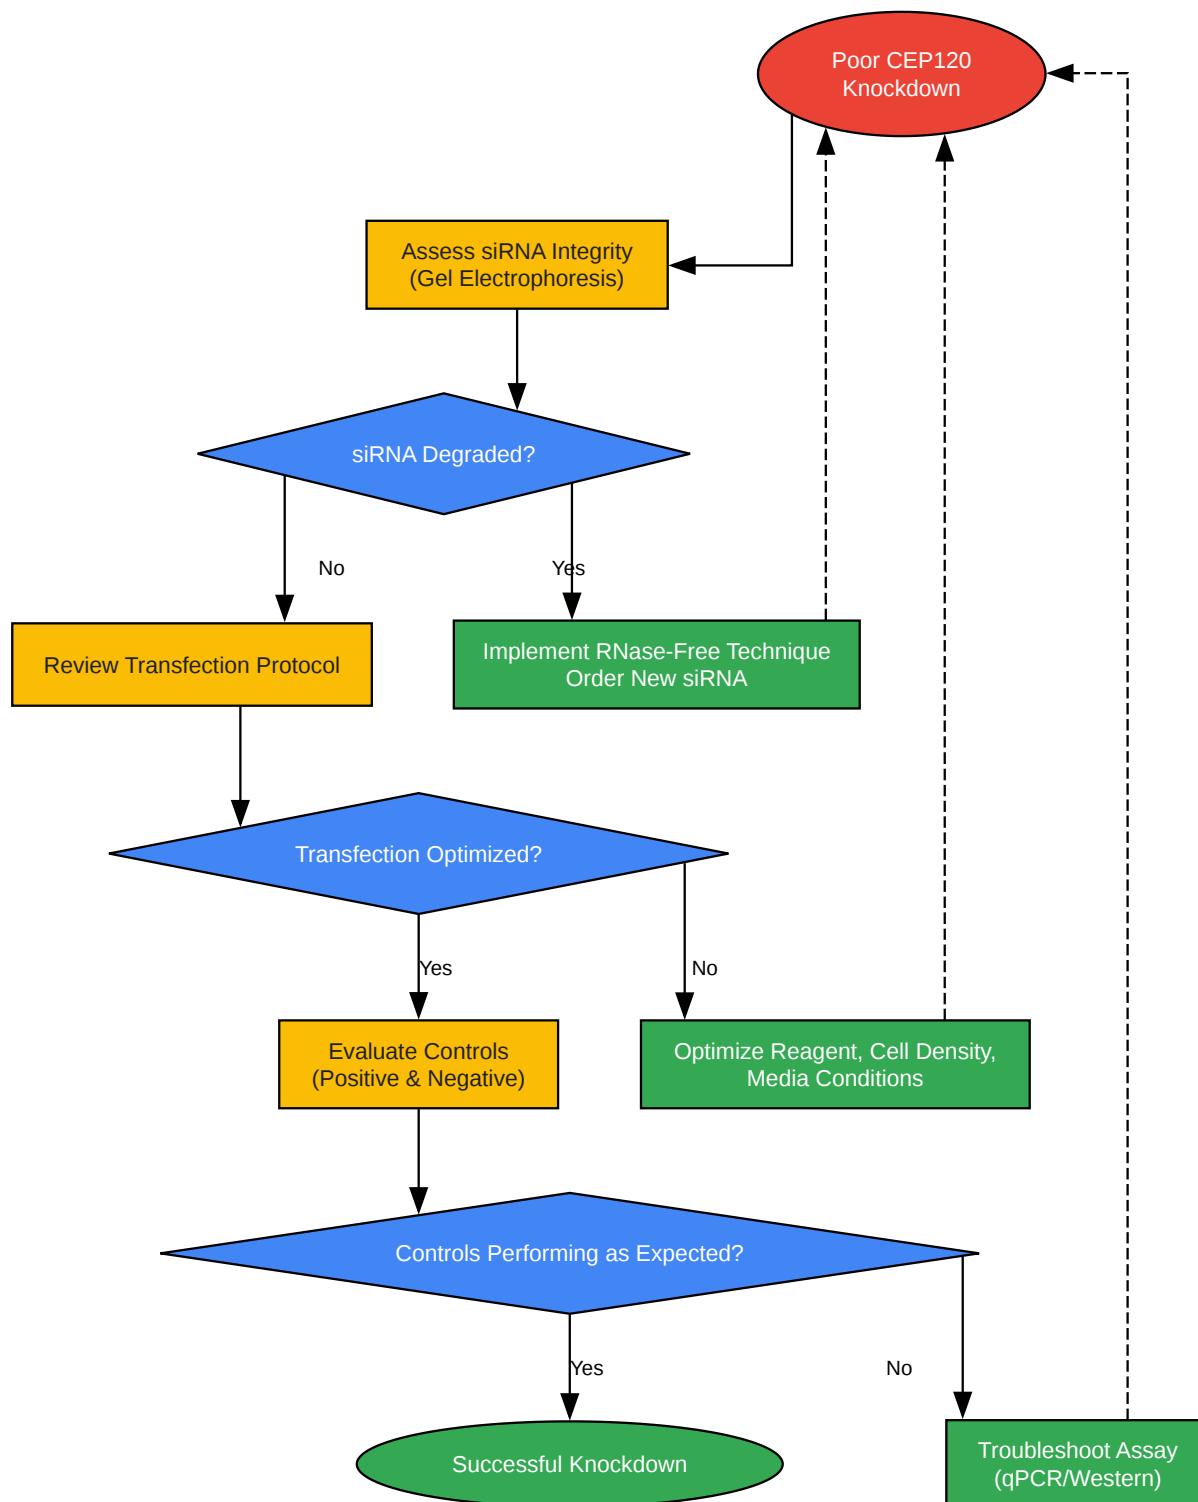 Poor CEP120
Knockdown
Assess siRNA Integrity
(Gel Electrophoresis)
siRNA Degraded?
No
Yes
Review Transfection Protocol
Implement RNase-Free Technique
Order New siRNA
Transfection Optimized?
Yes
No
Evaluate Controls
(Positive & Negative)
Optimize Reagent, Cell Density,
Media Conditions
Controls Performing as Expected?
Yes
No
Successful Knockdown
Troubleshoot Assay
(qPCR/Western)